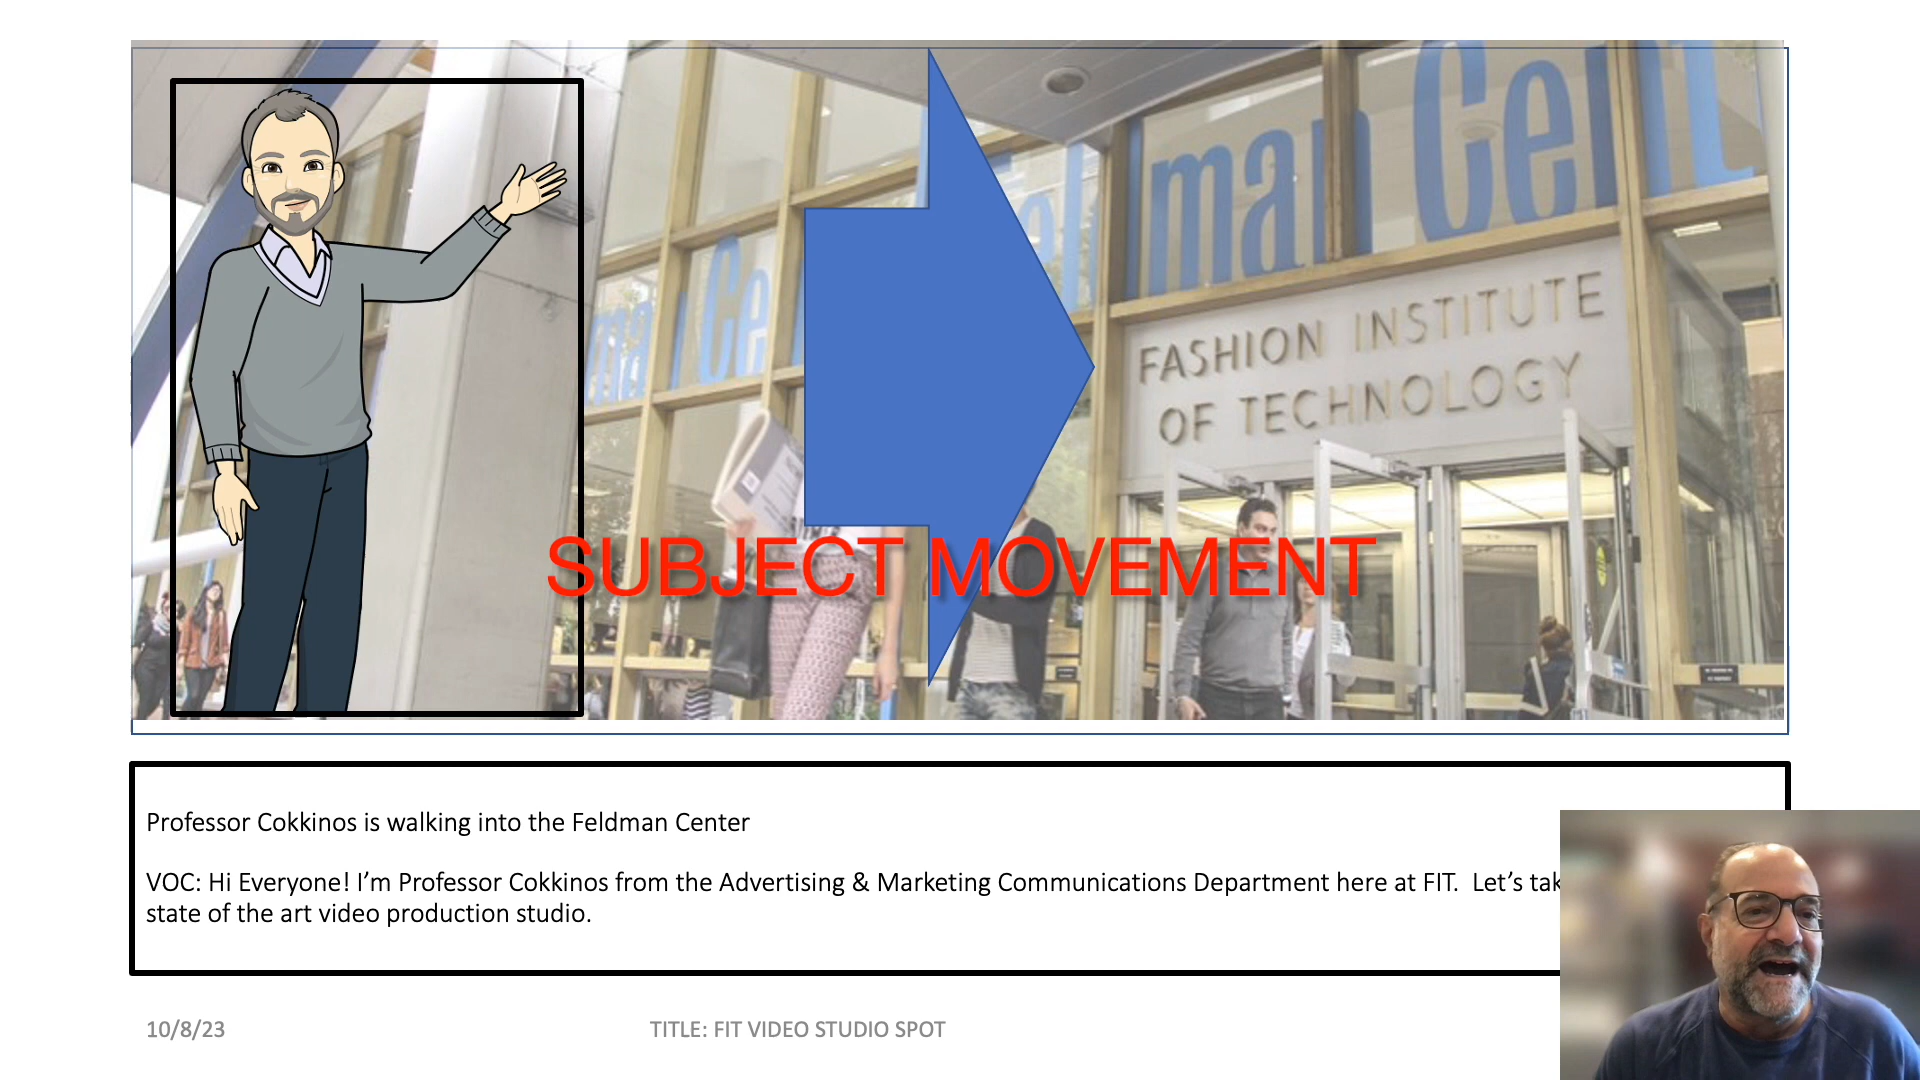 Feldman Cent
man Ce
FASHION INSTITUTE
OF TECHNOLOGY
SUBJECT MOVEMENT
Professor Cokkinos is walking into the Feldman Center
VOC: Hi Everyone! I’m Professor Cokkinos from the Advertising & Marketing Communications Department here at FIT. Let’s tak
state of the art video production studio.
10/8/23
TITLE: FIT VIDEO STUDIO SPOT